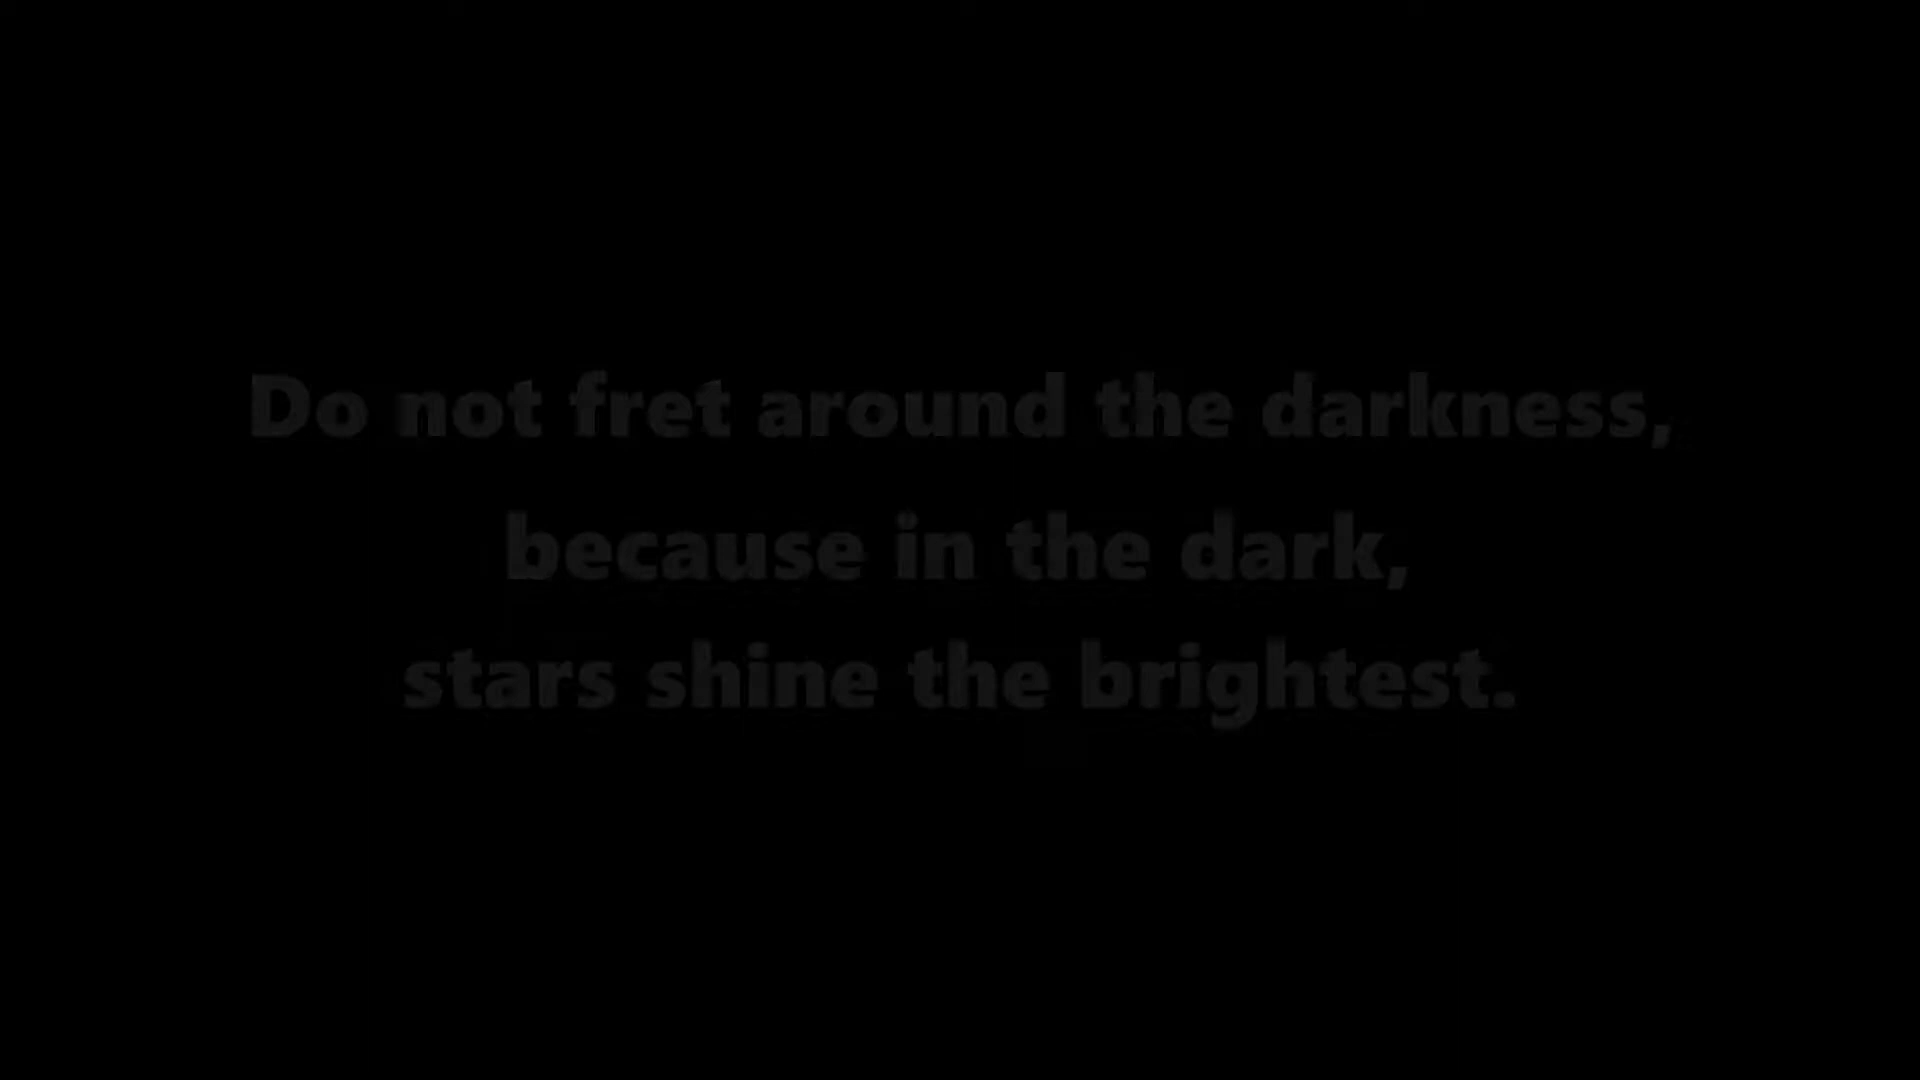 Do not fret around the darkness,
because in the dark,
stars shine the brightest.